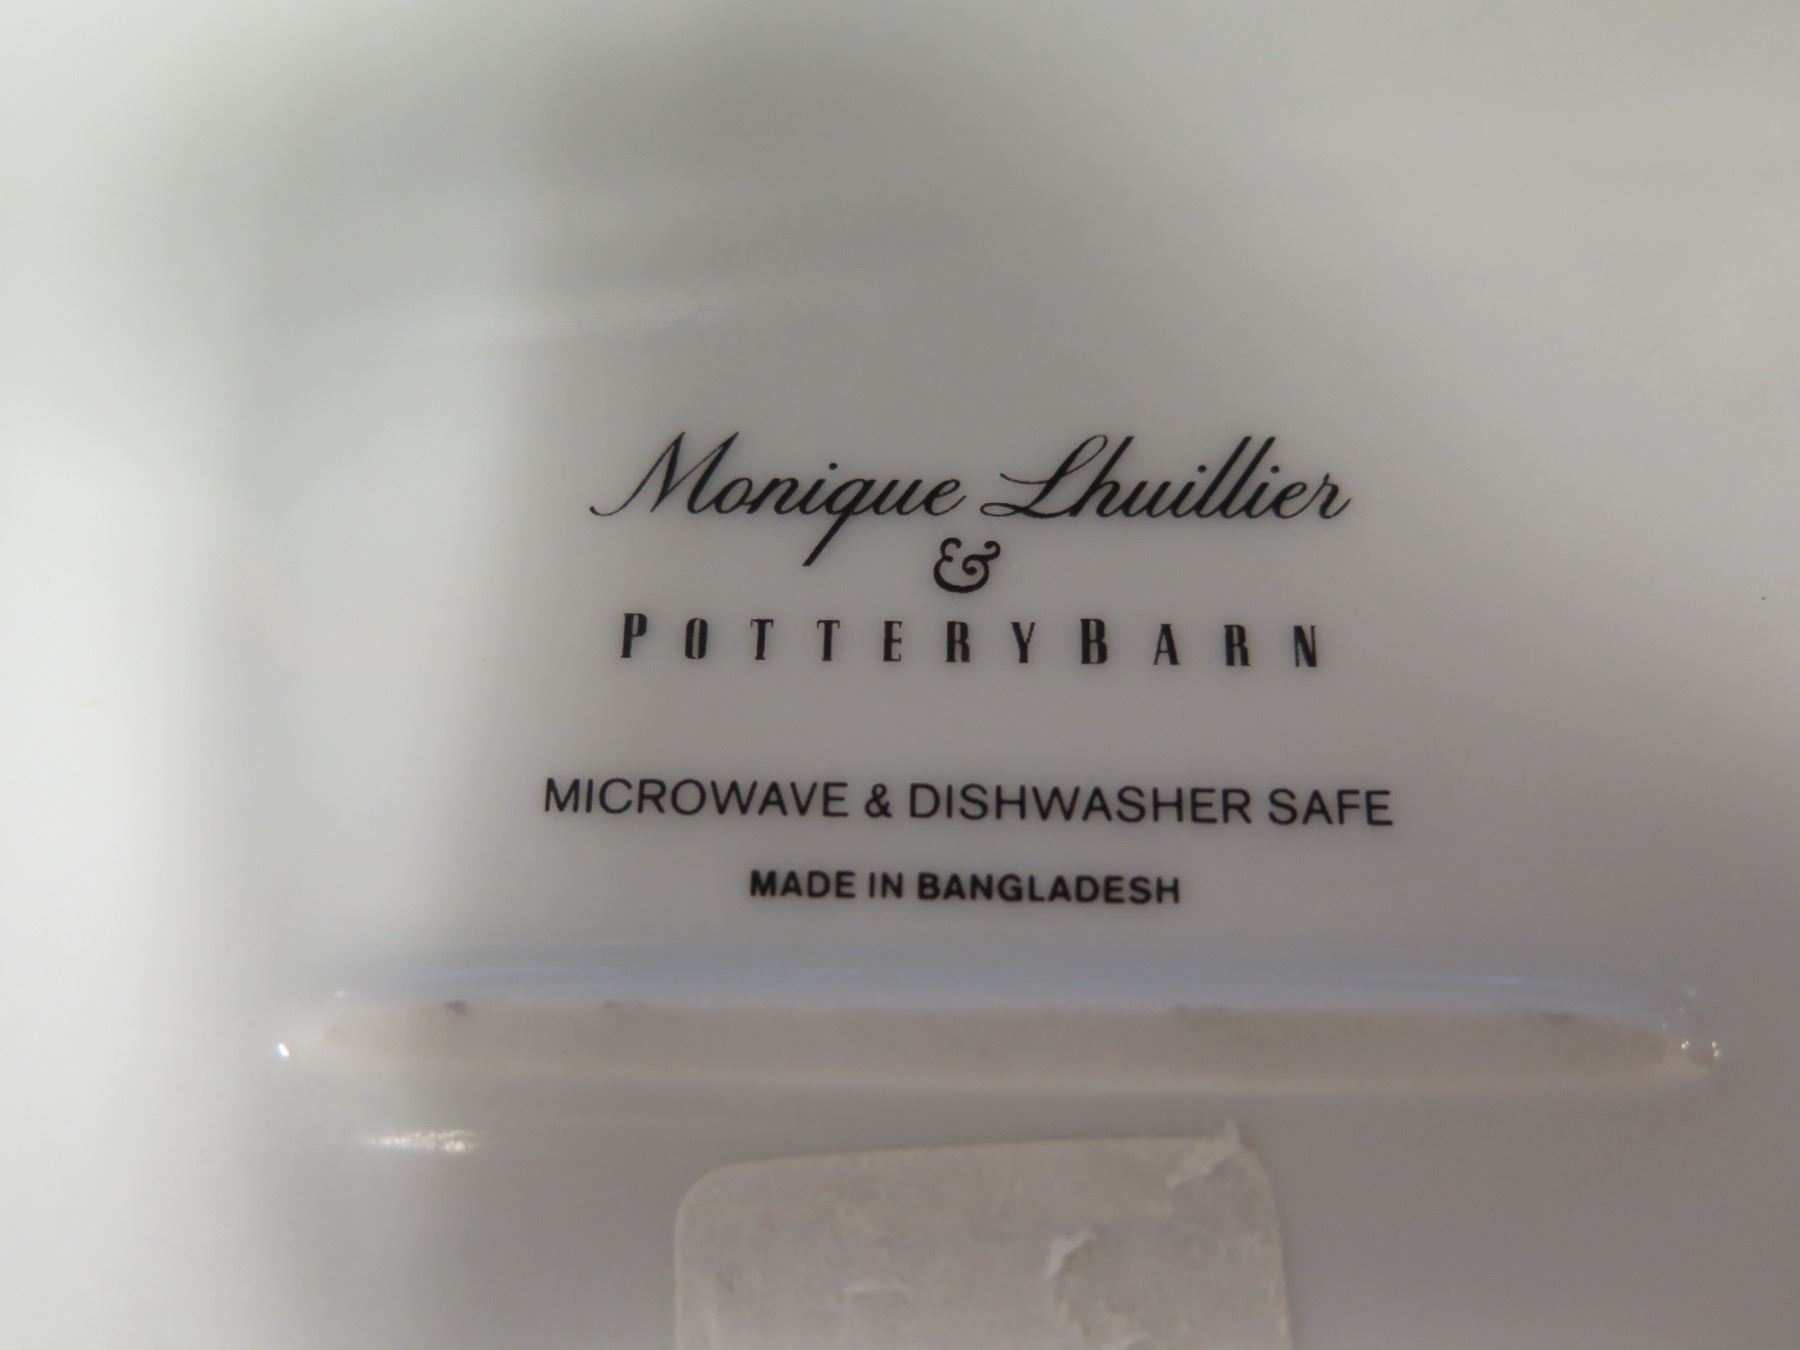 Monique Lhuillier
&
POTTERYBARN
MICROWAVE & DISHWASHER SAFE
MADE IN BANGLADESH